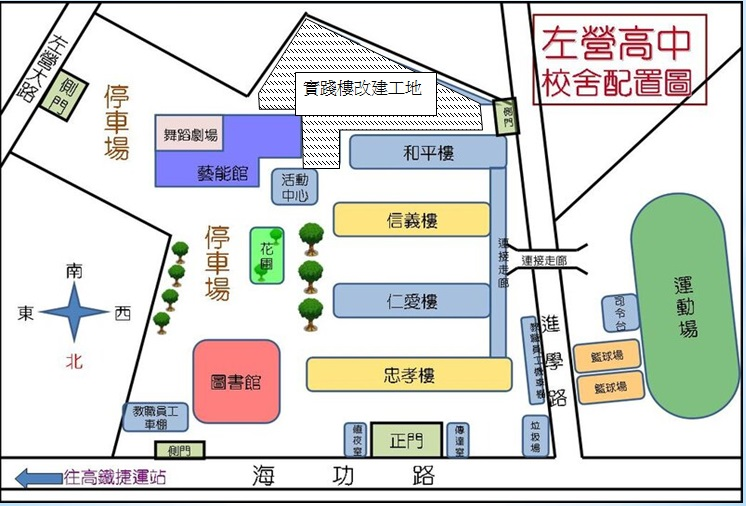 左營高中
校舍配置圖
左營大路
側門
停車場
實踐樓改建工地
側門
舞蹈劇場
藝能館
和平樓
活動
中心
信義樓
停車場
花圃
連接走廊
連接走廊
運動場
南
東
西
北
仁愛樓
司令台
進學路
教職員工機車棚
籃球場
籃球場
圖書館
忠孝樓
教職員工
車棚
側門
值夜室
正門
傳達室
垃圾場
往高鐵捷運站
海功路